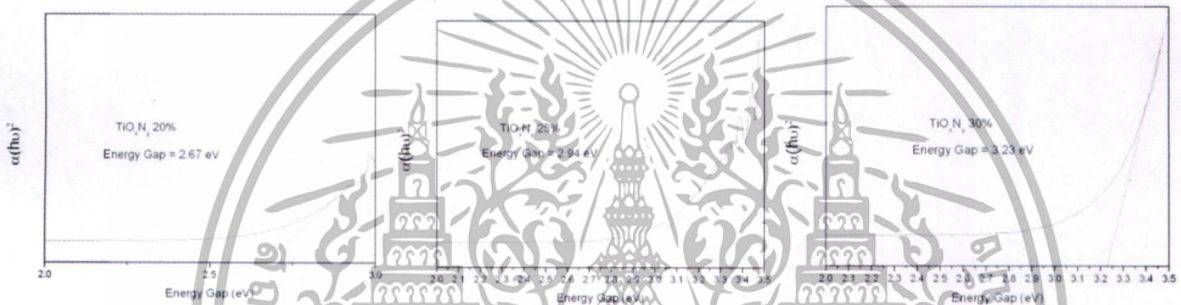 α(hυ)²
TiOₓNᵧ 20%
Energy Gap = 2.67 eV
2.0 2.5 3.0
Energy Gap (eV)
TiOₓNᵧ 25%
Energy Gap = 2.94 eV
2.0 2.1 2.2 2.3 2.4 2.5 2.6 2.7 2.8 2.9 3.0 3.1 3.2 3.3 3.4 3.5
Energy Gap (eV)
α(hυ)²
TiOₓNᵧ 30%
Energy Gap = 3.23 eV
2.0 2.1 2.2 2.3 2.4 2.5 2.6 2.7 2.8 2.9 3.0 3.1 3.2 3.3 3.4 3.5
Energy Gap (eV)